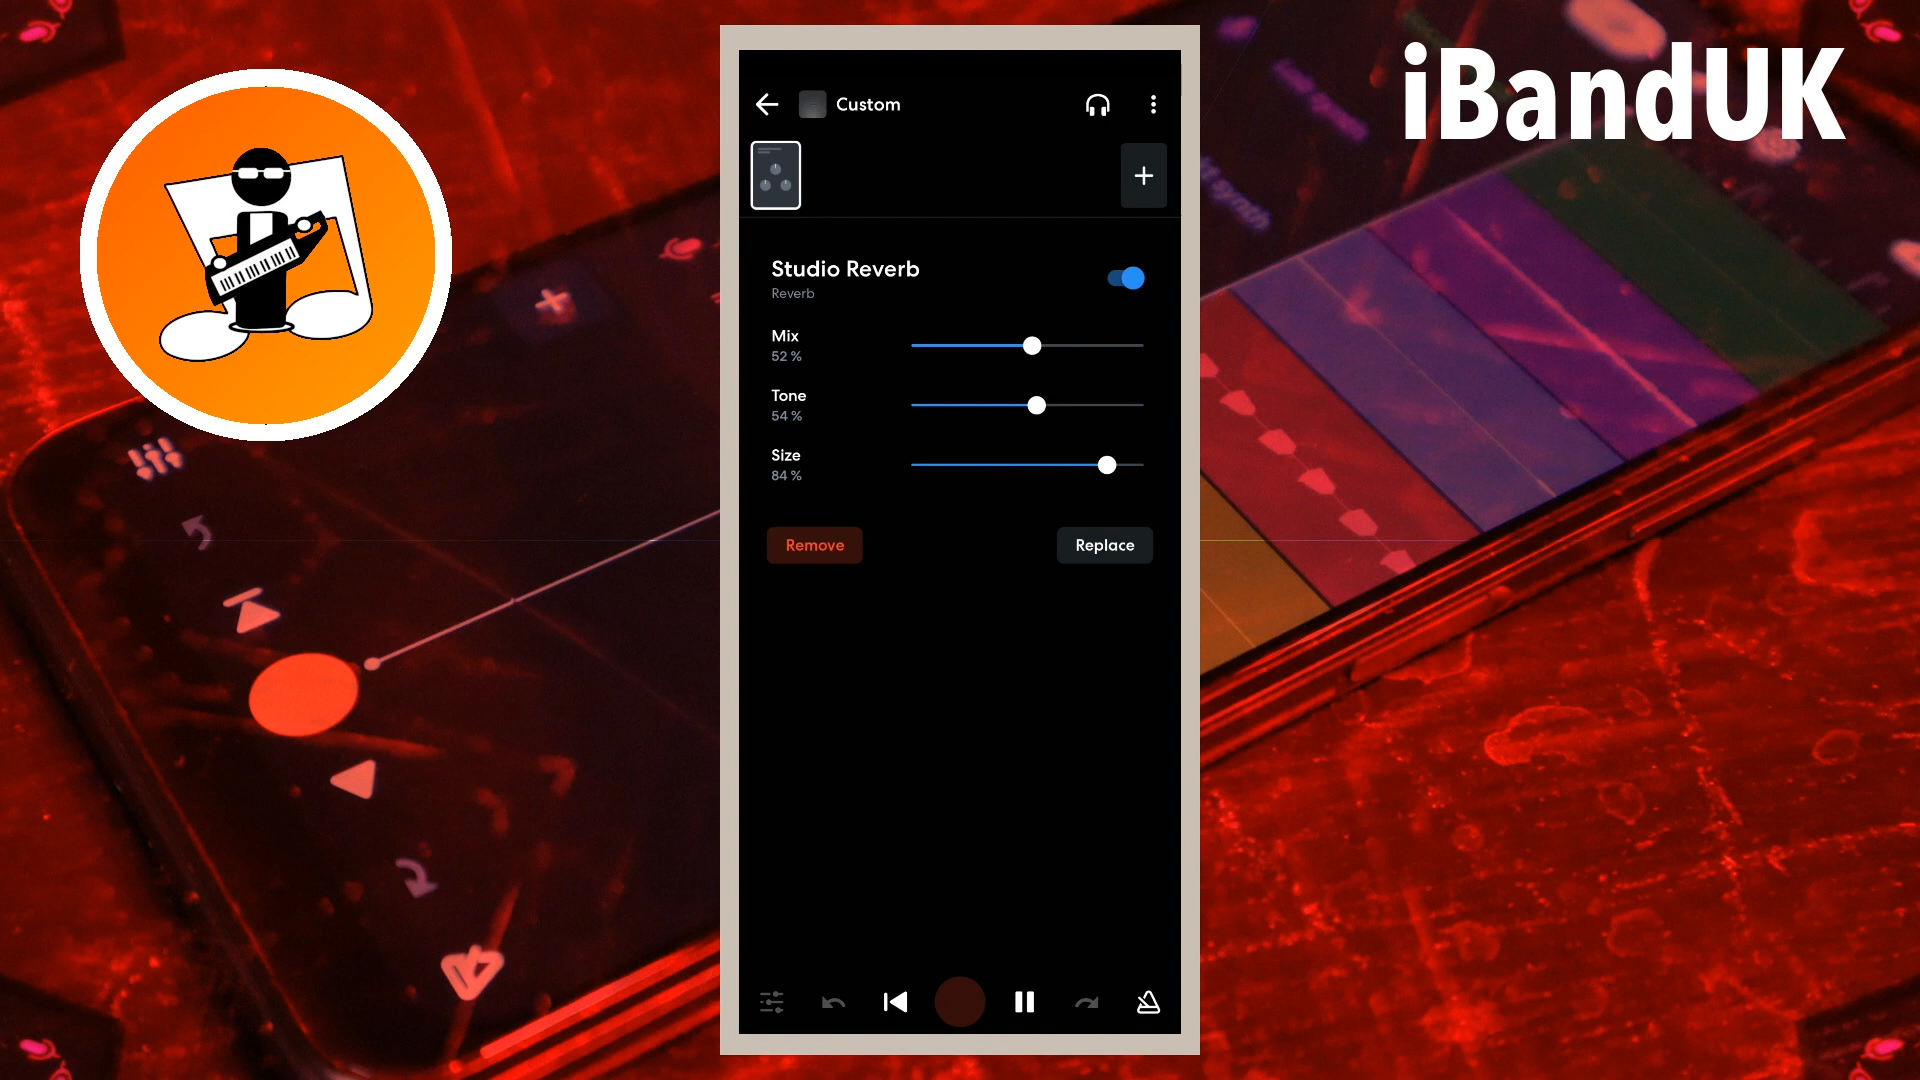 iBandUK
Custom
Studio Reverb
Reverb
Mix
52 %
Tone
54 %
Size
84 %
Remove
Replace